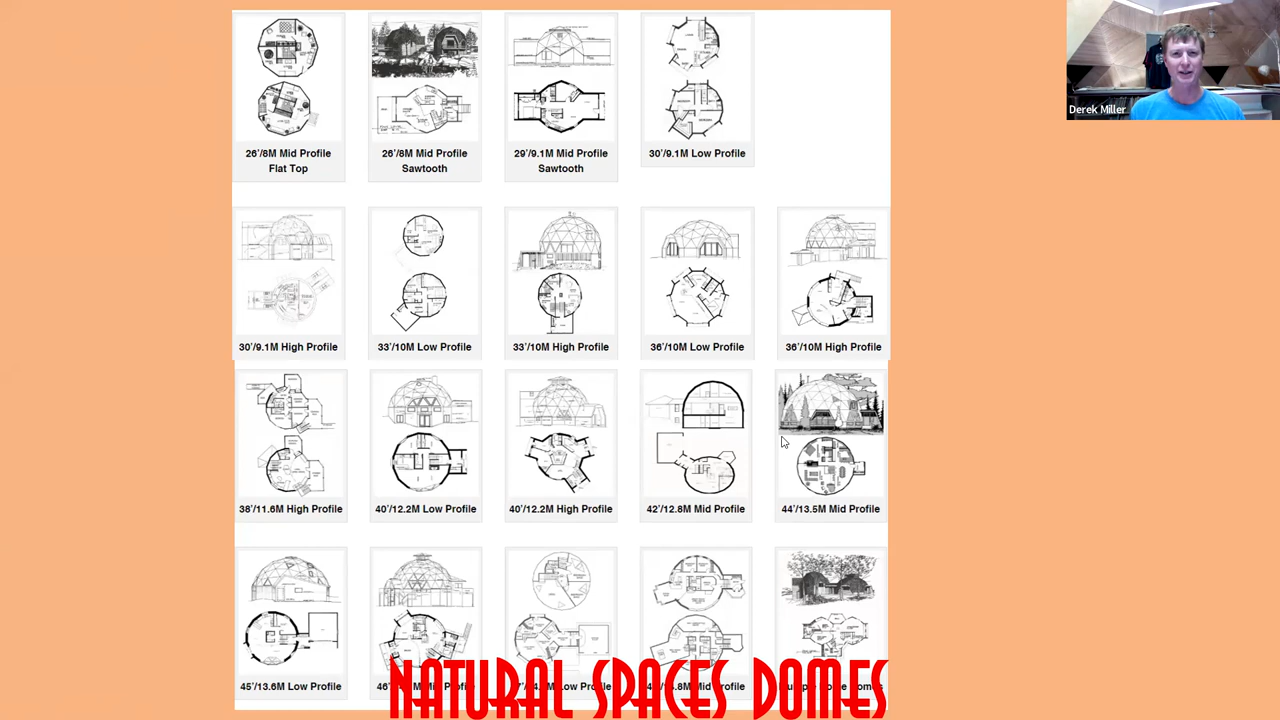 Derek Miller
26'/8M Mid Profile
Flat Top
26'/8M Mid Profile
Sawtooth
29'/9.1M Mid Profile
Sawtooth
30'/9.1M Low Profile
30'/9.1M High Profile
33'/10M Low Profile
33'/10M High Profile
36'/10M Low Profile
36'/10M High Profile
38'/11.6M High Profile
40'/12.2M Low Profile
40'/12.2M High Profile
42'/12.8M Mid Profile
44'/13.5M Mid Profile
45'/13.6M Low Profile
Low Profile
Mid Profile
NATURAL SPACES DOMES